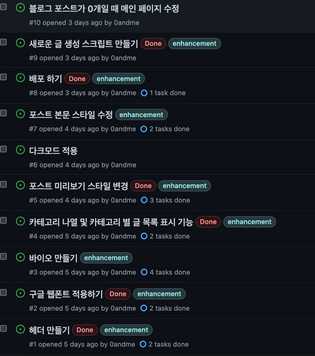 블로그 포스트가 0개일 때 메인 페이지 수정
#10 opened 3 days ago by 0andme
새로운 글 생성 스크립트 만들기 Done enhancement
#9 opened 3 days ago by 0andme
배포 하기 Done enhancement
#8 opened 3 days ago by 0andme 1 task done
포스트 본문 스타일 수정 enhancement
#7 opened 4 days ago by 0andme 2 tasks done
다크모드 적용
#6 opened 4 days ago by 0andme
포스트 미리보기 스타일 변경 Done enhancement
#5 opened 4 days ago by 0andme 3 tasks done
카테고리 나열 및 카테고리 별 글 목록 표시 기능 Done enhancement
#4 opened 5 days ago by 0andme 2 tasks done
바이오 만들기 enhancement
#3 opened 5 days ago by 0andme 4 tasks done
구글 웹폰트 적용하기 Done enhancement
#2 opened 5 days ago by 0andme 2 tasks done
헤더 만들기 Done enhancement
#1 opened 5 days ago by 0andme 2 tasks done